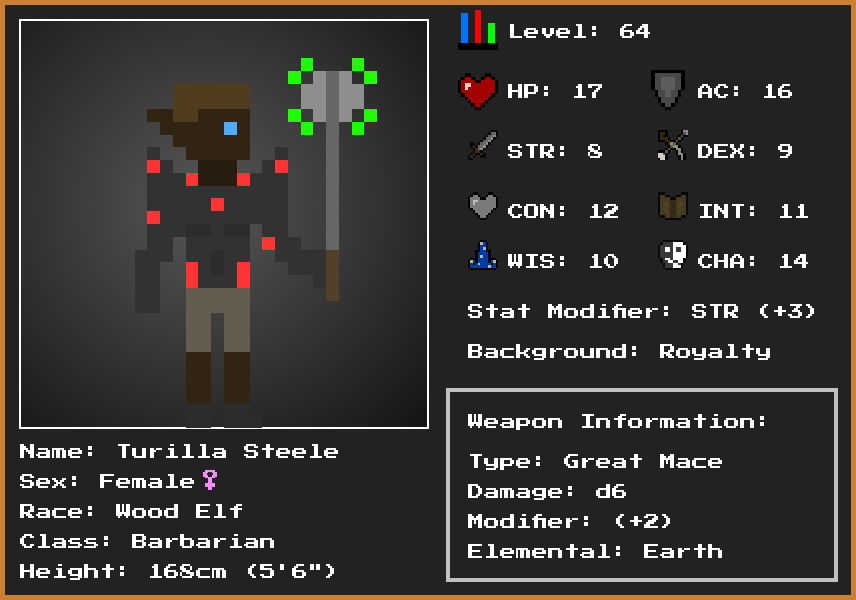 Level: 64
HP: 17
AC: 16
STR: 8
DEX: 9
CON: 12
INT: 11
WIS: 10
CHA: 14
Stat Modifier: STR (+3)
Background: Royalty
Weapon Information:
Type: Great Mace
Damage: d6
Modifier: (+2)
Elemental: Earth
Name: Turilla Steele
Sex: Female♀
Race: Wood Elf
Class: Barbarian
Height: 168cm (5'6")